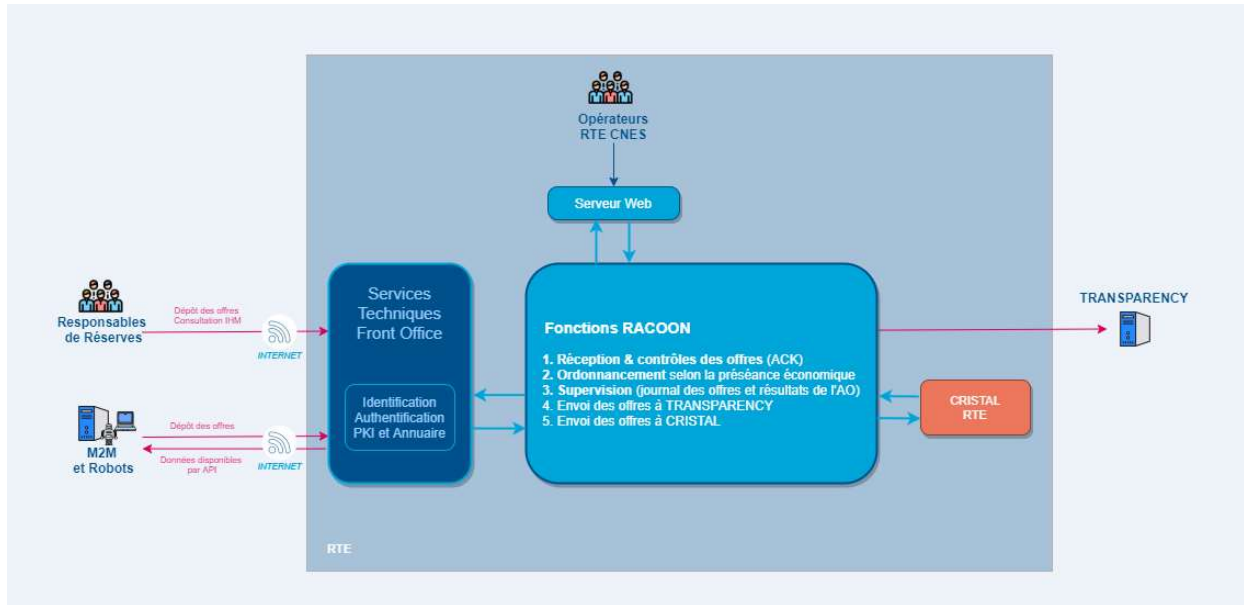 Opérateurs
RTE CNES
Serveur Web
Services
Techniques
Front Office
Identification
Authentification
PKI et Annuaire
Responsables
de Réserves
Dépôt des offres
Consultation IHM
INTERNET
M2M
et Robots
Dépôt des offres
Données disponibles
par API
INTERNET
Fonctions RACOON
1. Réception & contrôles des offres (ACK)
2. Ordonnancement selon la préséance économique
3. Supervision (journal des offres et résultats de l'AO)
4. Envoi des offres à TRANSPARENCY
5. Envoi des offres à CRISTAL
CRISTAL
RTE
TRANSPARENCY
RTE